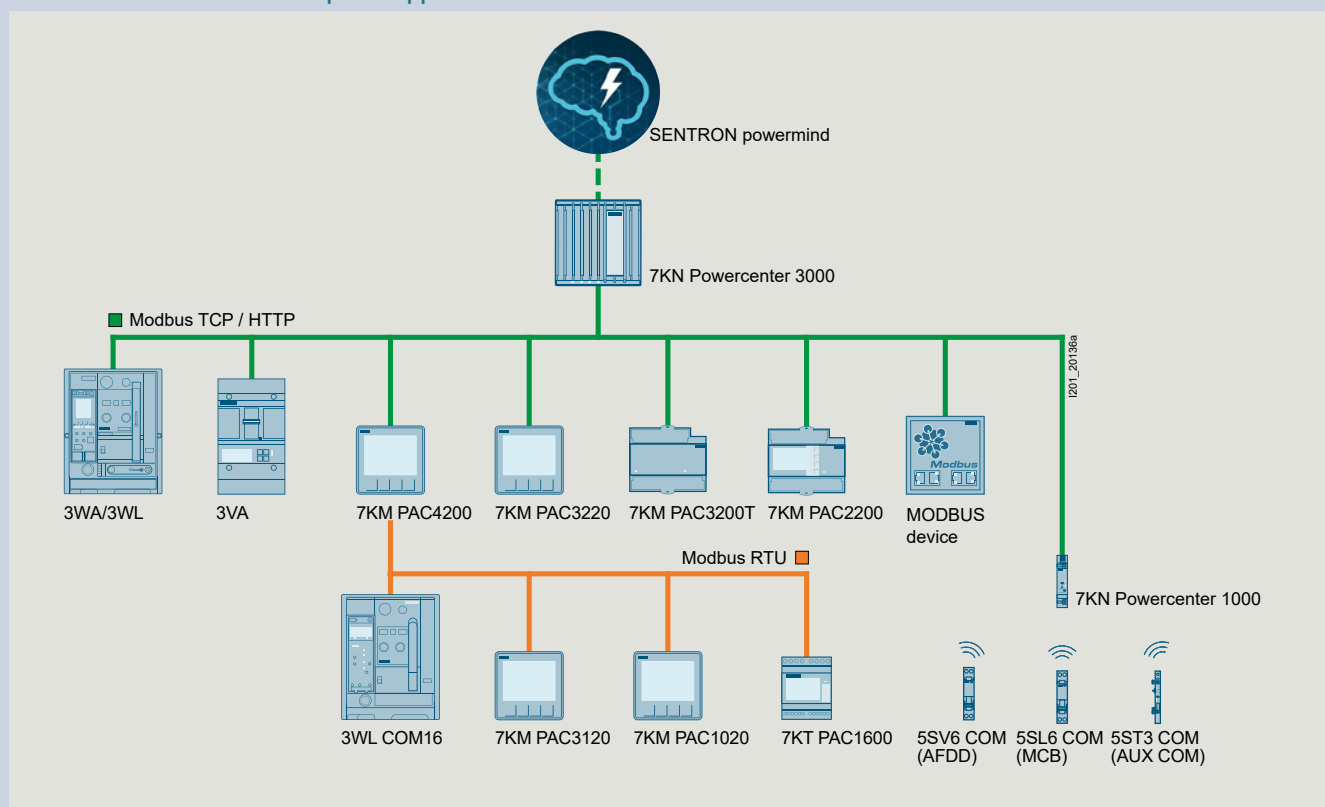 SENTRON powermind
7KN Powercenter 3000
Modbus TCP / HTTP
I201_20136a
3WA/3WL
3VA
7KM PAC4200
7KM PAC3220
7KM PAC3200T
7KM PAC2200
Modbus
MODBUS
device
Modbus RTU
7KN Powercenter 1000
3WL COM16
7KM PAC3120
7KM PAC1020
7KT PAC1600
5SV6 COM
(AFDD)
5SL6 COM
(MCB)
5ST3 COM
(AUX COM)